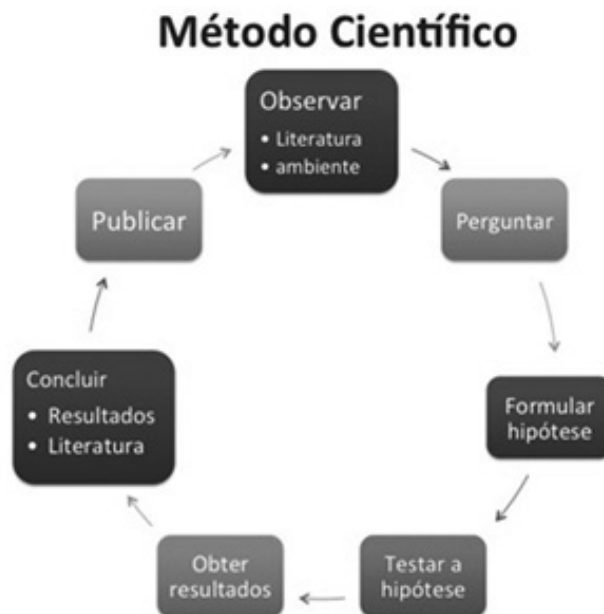 Método Científico
Observar
• Literatura
• ambiente
Perguntar
Formular
hipótese
Testar a
hipótese
Obter
resultados
Concluir
• Resultados
• Literatura
Publicar